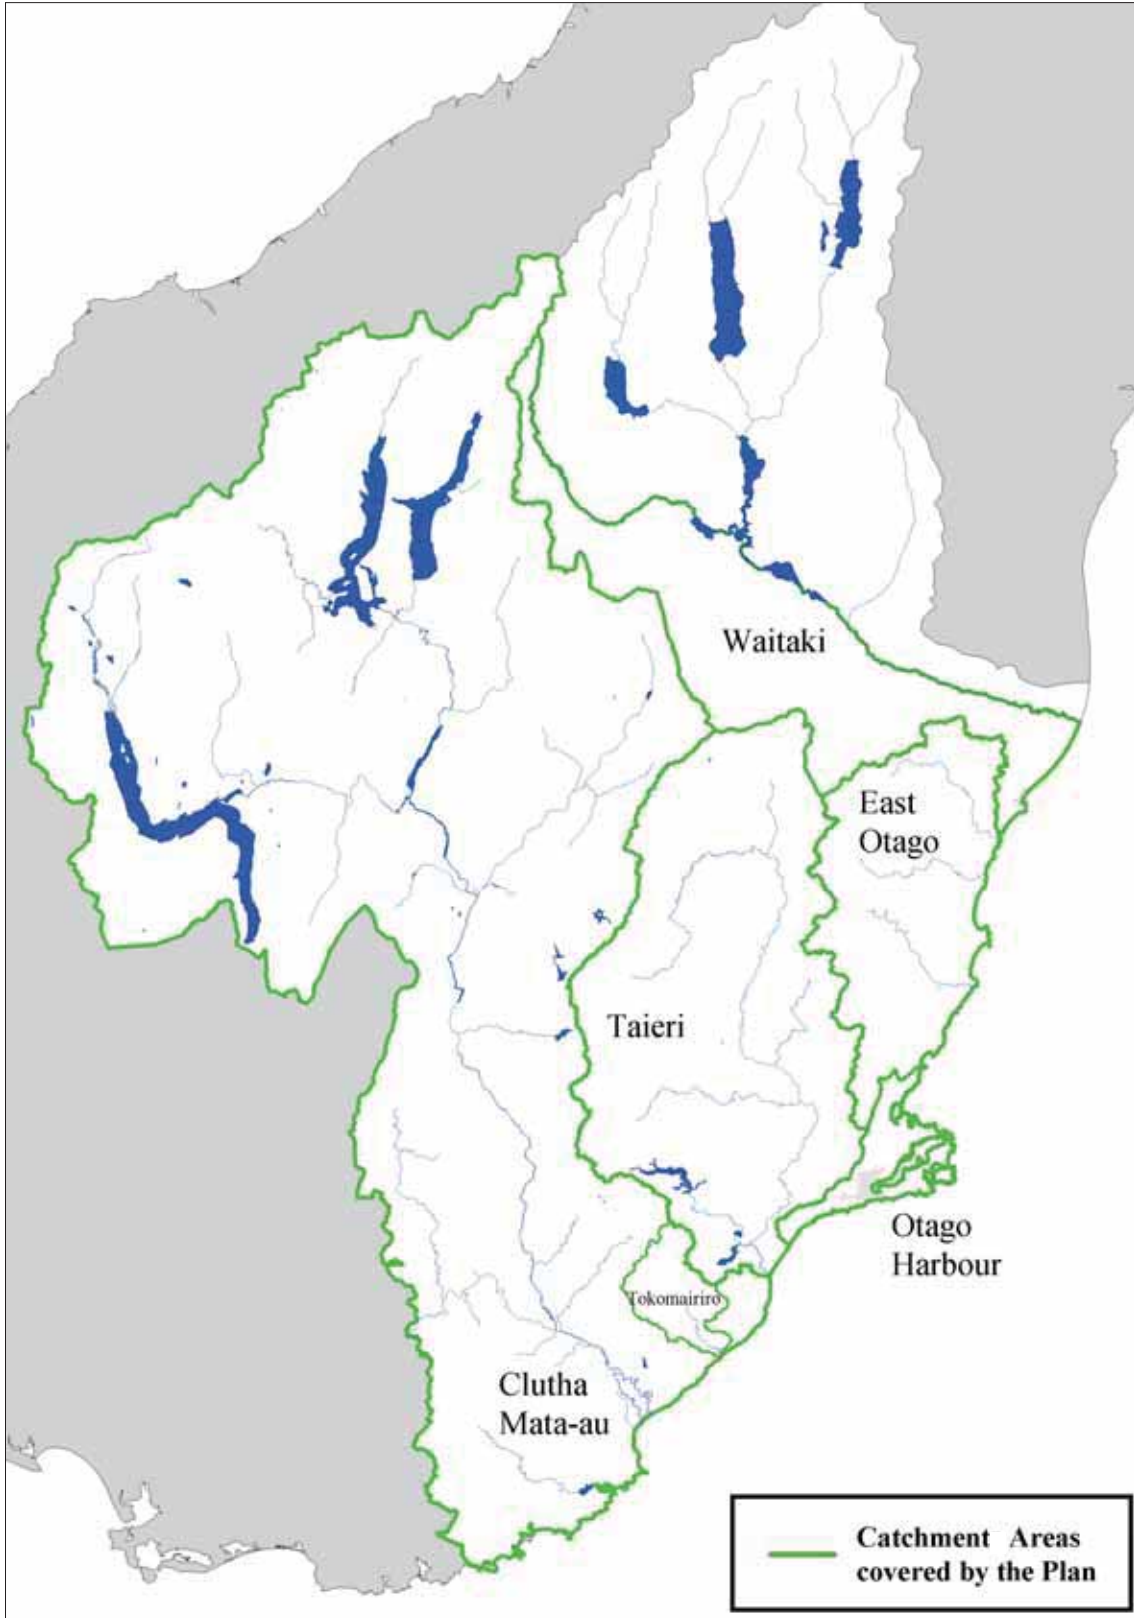 Waitaki
East
Otago
Taieri
Otago
Harbour
Tokomairiro
Clutha
Mata-au
Catchment Areas
covered by the Plan